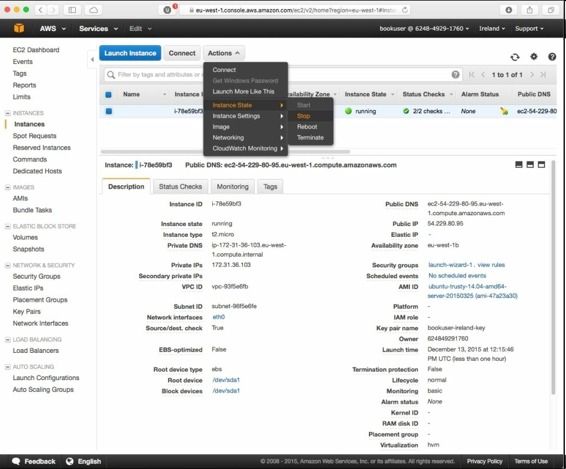 eu-west-1.console.aws.amazon.com/ec2/v2/home?region=eu-west-1#Inst
AWS Services Edit bookuser @ 6248-4929-1760 Ireland Support
EC2 Dashboard
Events
Tags
Reports
Limits
INSTANCES
Instances
Spot Requests
Reserved Instances
Commands
Dedicated Hosts
IMAGES
AMIs
Bundle Tasks
ELASTIC BLOCK STORE
Volumes
Snapshots
NETWORK & SECURITY
Security Groups
Elastic IPs
Placement Groups
Key Pairs
Network Interfaces
LOAD BALANCING
Load Balancers
AUTO SCALING
Launch Configurations
Auto Scaling Groups
Launch Instance Connect Actions
Filter by tags and attributes or 1 to 1 of 1
Name Instance I Availability Zone Instance State Status Checks Alarm Status Public DNS
i-78e59bf3 running 2/2 checks ... None ec2-54-229-80
Connect
Get Windows Password
Launch More Like This
Instance State
Instance Settings
Image
Networking
CloudWatch Monitoring
Start
Stop
Reboot
Terminate
Instance: i-78e59bf3 Public DNS: ec2-54-229-80-95.eu-west-1.compute.amazonaws.com
Description Status Checks Monitoring Tags
Instance ID i-78e59bf3
Instance state running
Instance type t2.micro
Private DNS ip-172-31-36-103.eu-west
-1.compute.internal
Private IPs 172.31.36.103
Secondary private IPs
VPC ID vpc-93f5e6fb
Subnet ID subnet-98f5e6fe
Network interfaces eth0
Source/dest. check True
EBS-optimized False
Root device type ebs
Root device /dev/sda1
Block devices /dev/sda1
Public DNS ec2-54-229-80-95.eu-west-
1.compute.amazonaws.com
Public IP 54.229.80.95
Elastic IP -
Availability zone eu-west-1b
Security groups launch-wizard-1. view rules
Scheduled events No scheduled events
AMI ID ubuntu-trusty-14.04-amd64-
server-20150325 (ami-47a23a30)
Platform -
IAM role -
Key pair name bookuser-ireland-key
Owner 624849291760
Launch time December 13, 2015 at 12:15:46
PM UTC (less than one hour)
Termination protection False
Lifecycle normal
Monitoring basic
Alarm status None
Kernel ID -
RAM disk ID -
Placement group -
Virtualization hvm
Feedback English © 2008 - 2015, Amazon Web Services, Inc. or its affiliates. All rights reserved. Privacy Policy Terms of Use